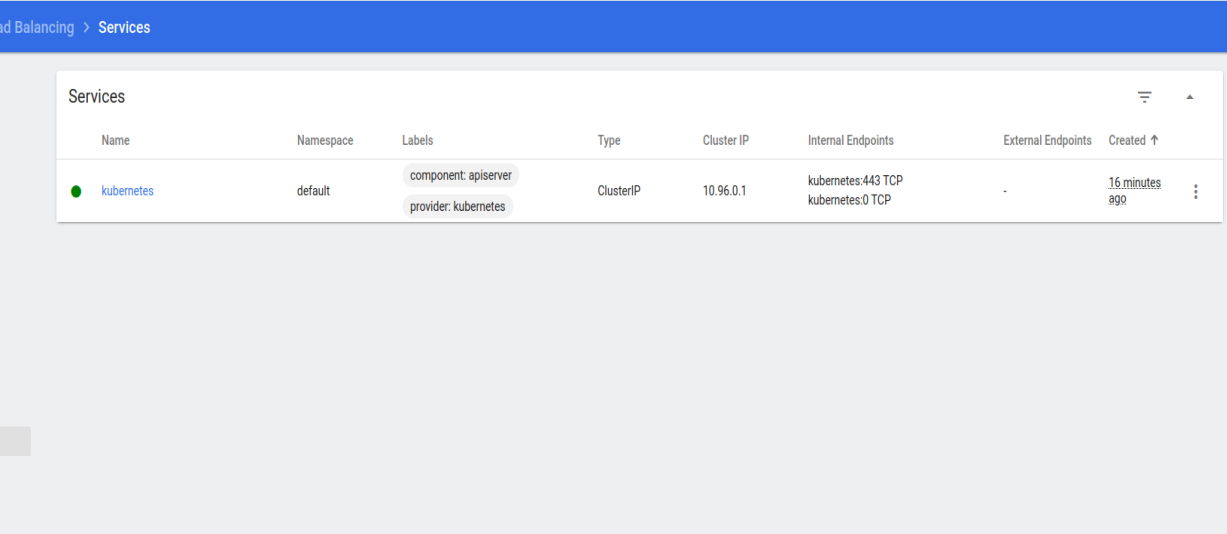 ad Balancing > Services
Services
Name Namespace Labels Type Cluster IP Internal Endpoints External Endpoints Created ↑
kubernetes default component: apiserver ClusterIP 10.96.0.1 kubernetes:443 TCP - 16 minutes
provider: kubernetes kubernetes:0 TCP ago